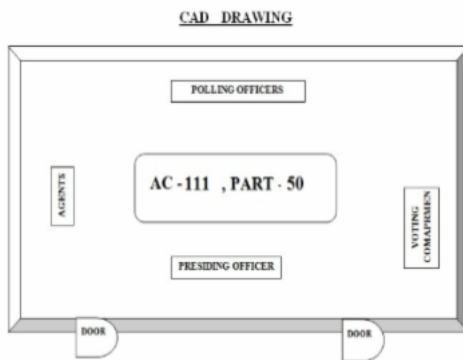 CAD DRAWING
POLLING OFFICERS
AGENTS
AC -111 , PART - 50
VOTING
COMAPRMEN
PRESIDING OFFICER
DOOR
DOOR